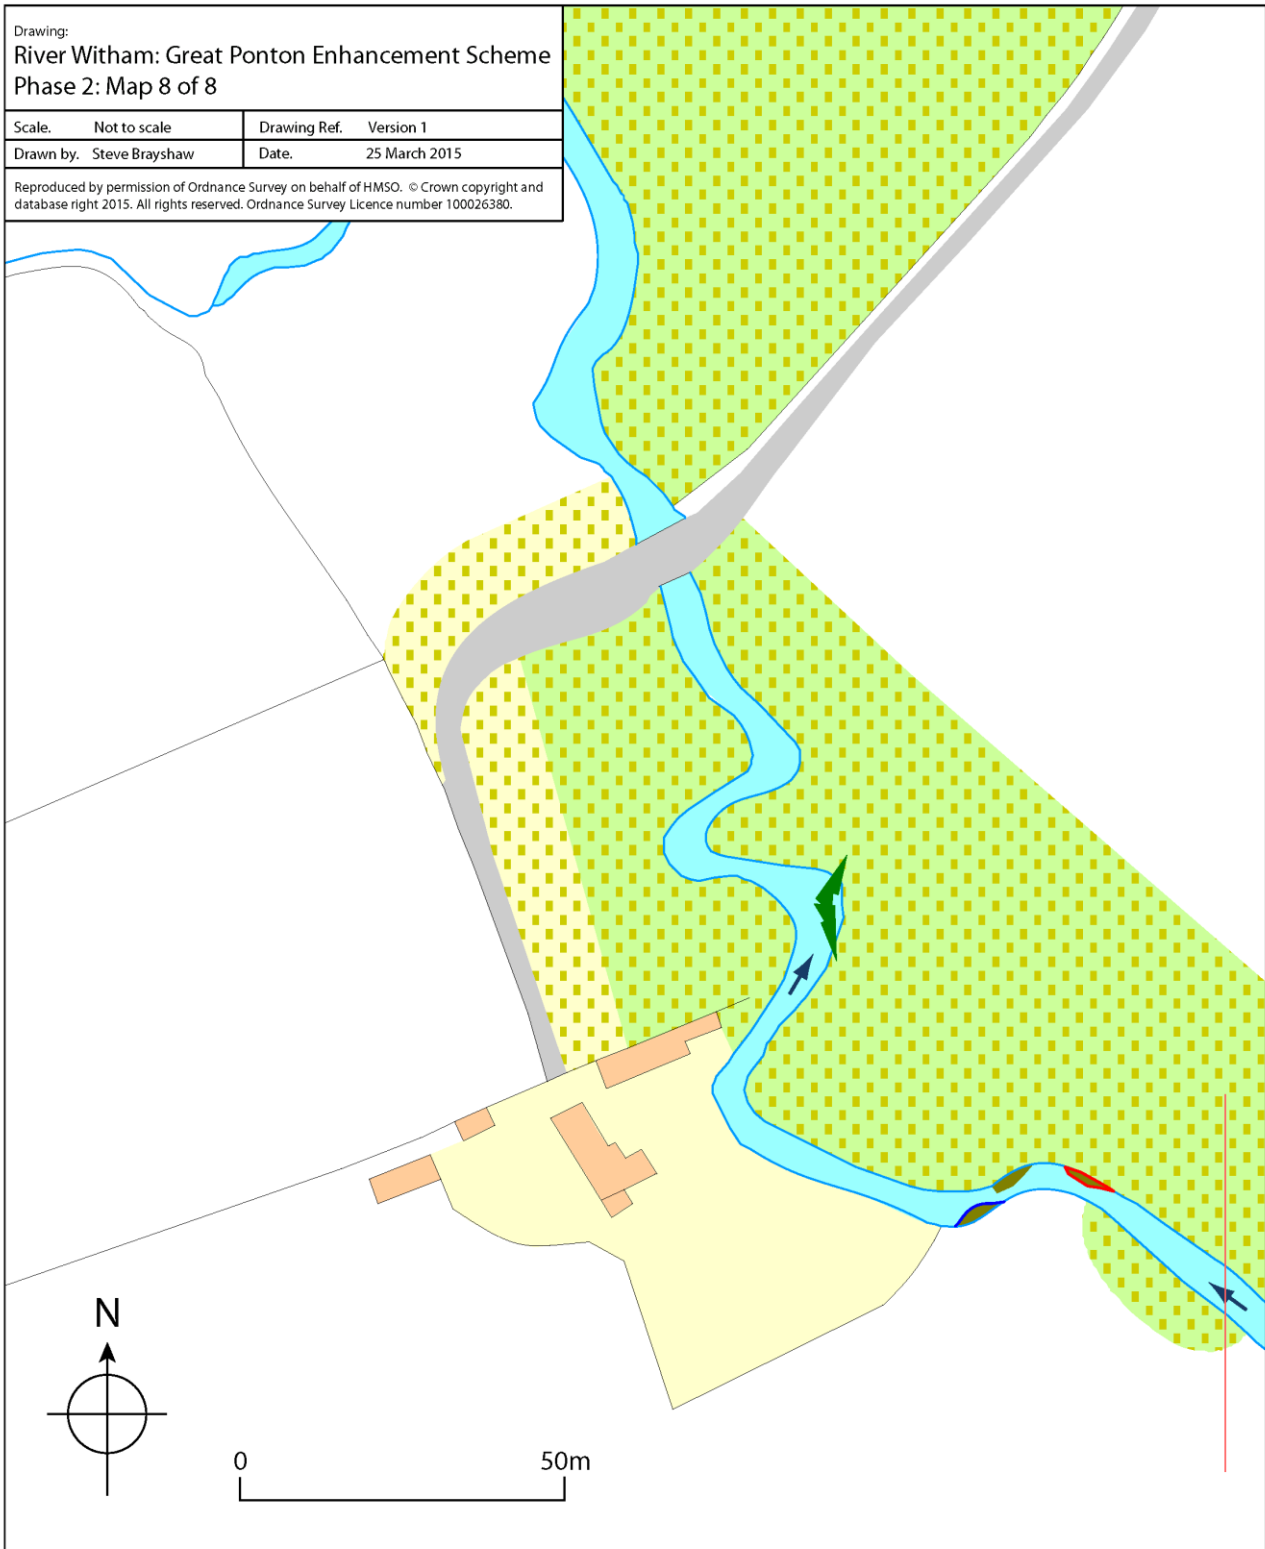 Drawing:
River Witham: Great Ponton Enhancement Scheme
Phase 2: Map 8 of 8
Scale. Not to scale Drawing Ref. Version 1
Drawn by. Steve Brayshaw Date. 25 March 2015
Reproduced by permission of Ordnance Survey on behalf of HMSO. © Crown copyright and
database right 2015. All rights reserved. Ordnance Survey Licence number 100026380.
N
0 50m